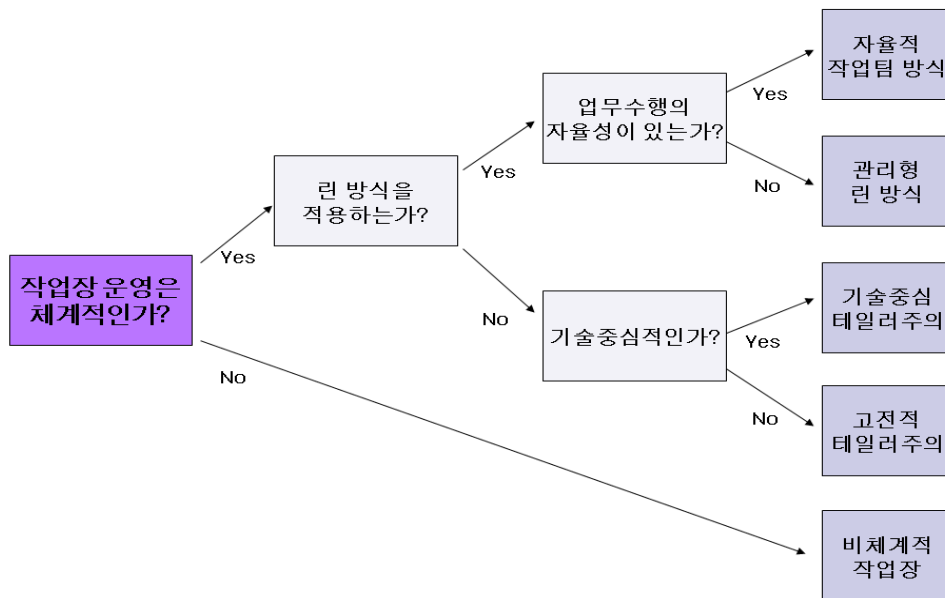 작업장 운영은
체계적인가?
Yes
No
린 방식을
적용하는가?
Yes
No
업무수행의
자율성이 있는가?
Yes
No
기술중심적인가?
Yes
No
자율적
작업팀 방식
관리형
린 방식
기술중심
테일러주의
고전적
테일러주의
비체계적
작업장